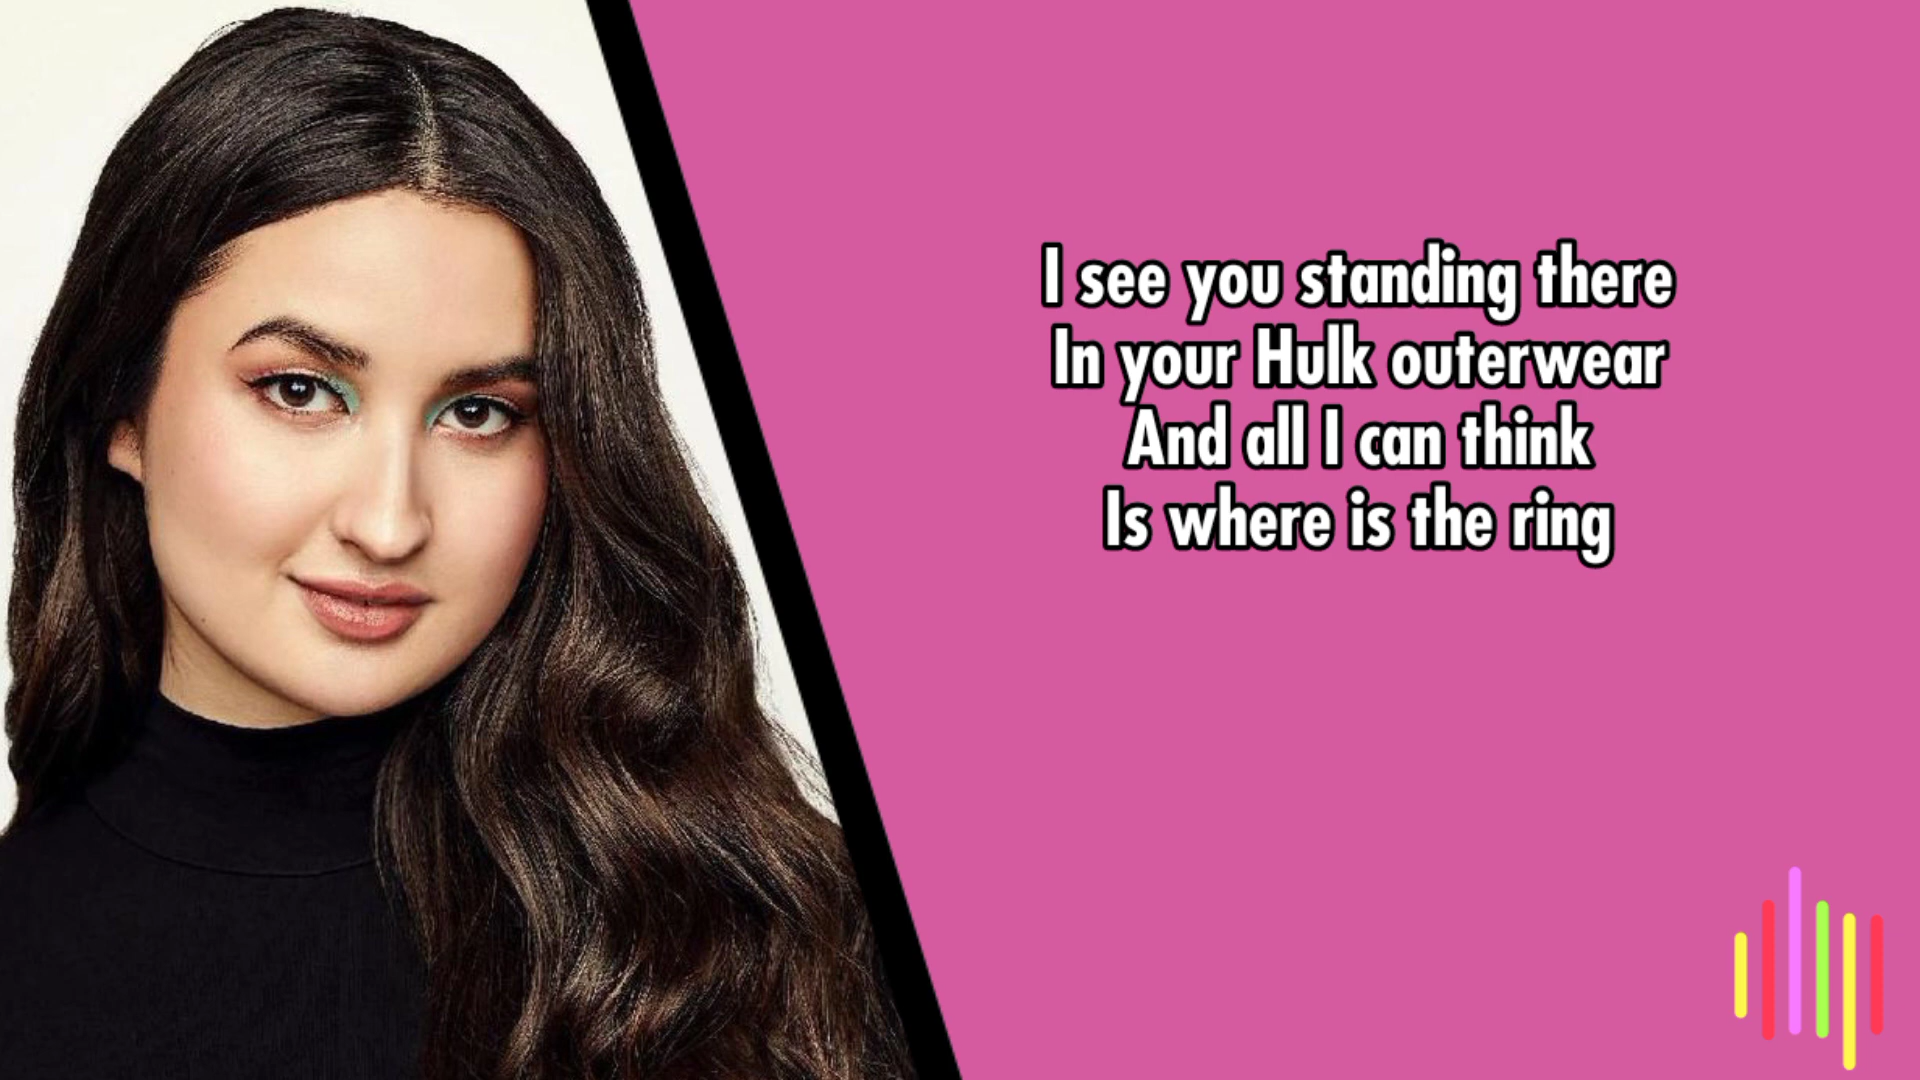 I see you standing there
In your Hulk outerwear
And all I can think
Is where is the ring